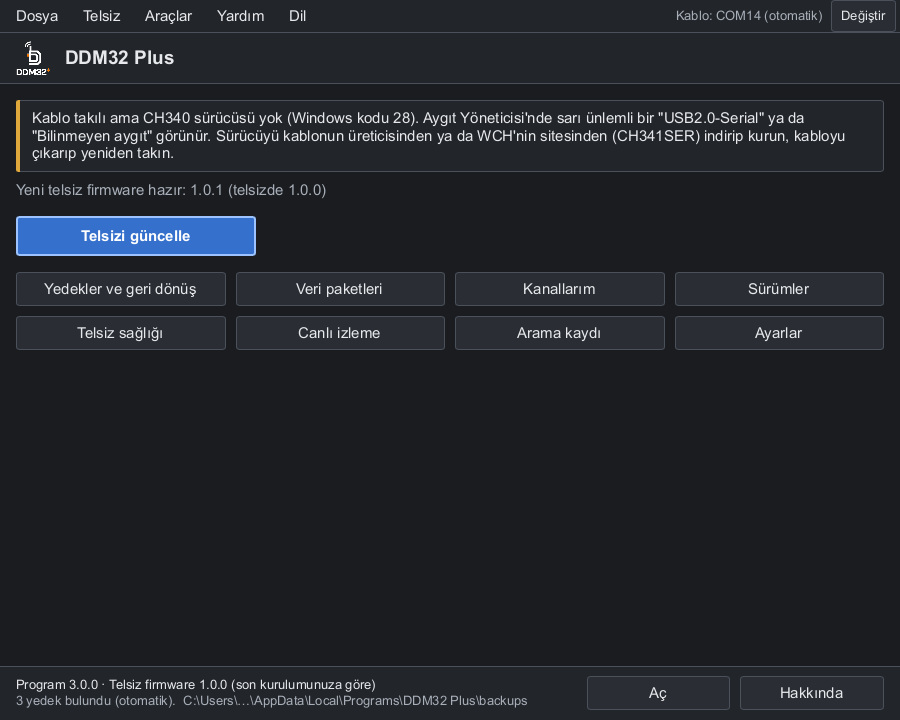 Dosya Telsiz Araçlar Yardım Dil Kablo: COM14 (otomatik) Değiştir
DDM32+ DDM32 Plus
Kablo takılı ama CH340 sürücüsü yok (Windows kodu 28). Aygıt Yöneticisi'nde sarı ünlemli bir "USB2.0-Serial" ya da
"Bilinmeyen aygıt" görünür. Sürücüyü kablonun üreticisinden ya da WCH'nin sitesinden (CH341SER) indirip kurun, kabloyu
çıkarıp yeniden takın.
Yeni telsiz firmware hazır: 1.0.1 (telsizde 1.0.0)
Telsizi güncelle
Yedekler ve geri dönüş Veri paketleri Kanallarım Sürümler
Telsiz sağlığı Canlı izleme Arama kaydı Ayarlar
Program 3.0.0 · Telsiz firmware 1.0.0 (son kurulumunuza göre)
3 yedek bulundu (otomatik). C:\Users\...\AppData\Local\Programs\DDM32 Plus\backups
Aç Hakkında